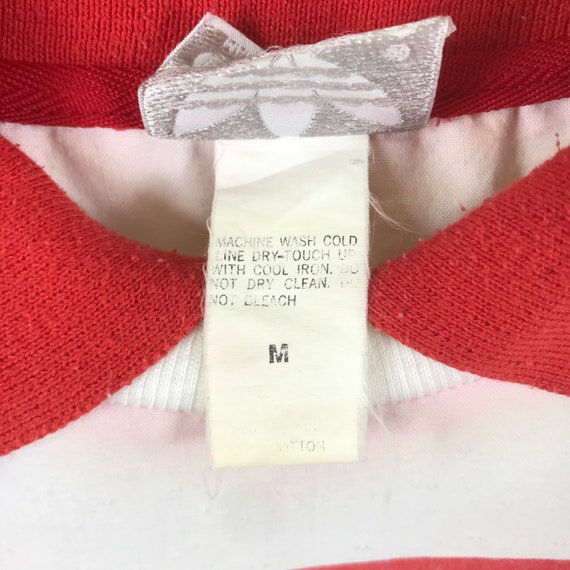 MACHINE WASH COLD
LINE DRY-TOUCH UP
WITH COOL IRON. DO
NOT DRY CLEAN. DO
NOT BLEACH
M